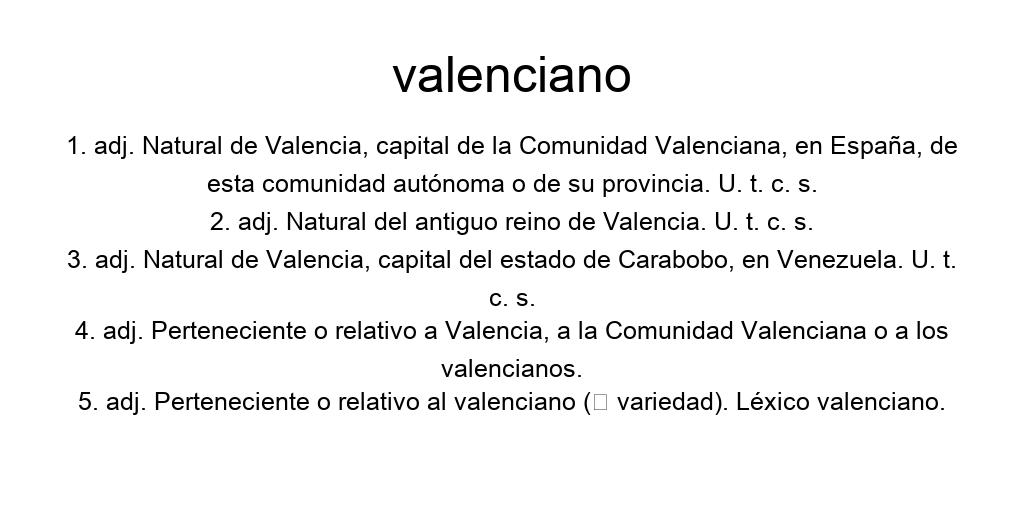 valenciano
1. adj. Natural de Valencia, capital de la Comunidad Valenciana, en España, de
esta comunidad autónoma o de su provincia. U. t. c. s.
2. adj. Natural del antiguo reino de Valencia. U. t. c. s.
3. adj. Natural de Valencia, capital del estado de Carabobo, en Venezuela. U. t.
c. s.
4. adj. Perteneciente o relativo a Valencia, a la Comunidad Valenciana o a los
valencianos.
5. adj. Perteneciente o relativo al valenciano (□ variedad). Léxico valenciano.